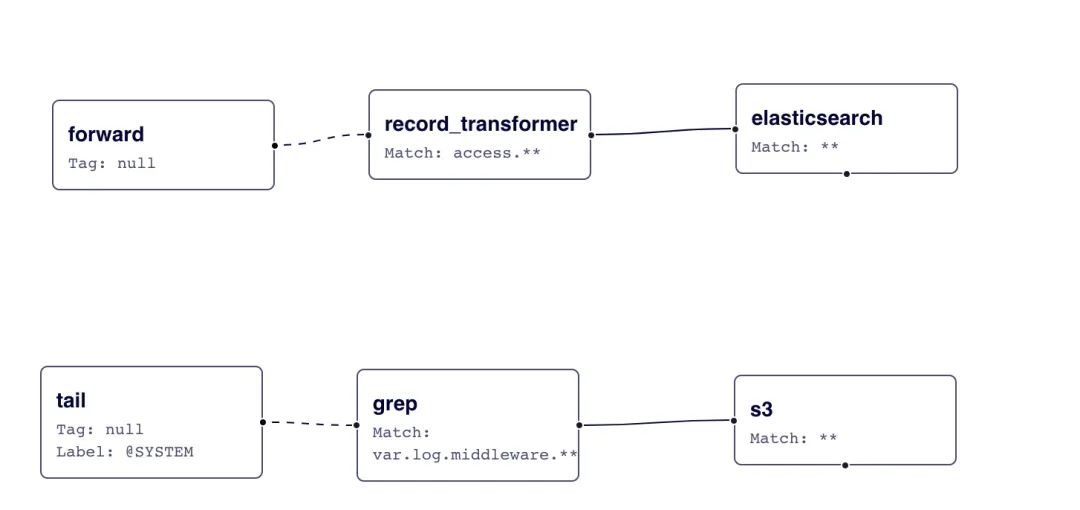 forward
Tag: null
record_transformer
Match: access.**
elasticsearch
Match: **
tail
Tag: null
Label: @SYSTEM
grep
Match:
var.log.middleware.**
s3
Match: **